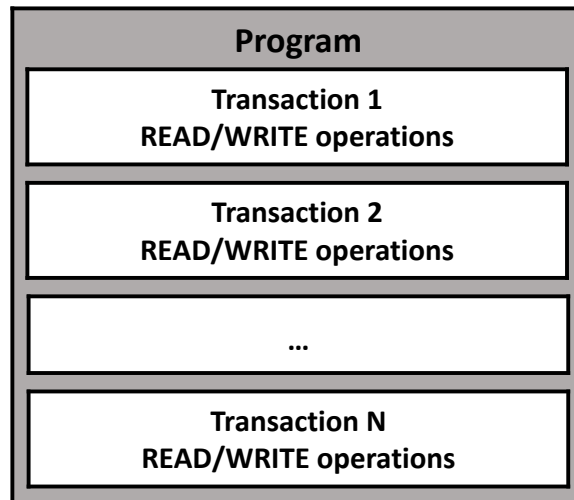 Program
Transaction 1
READ/WRITE operations
Transaction 2
READ/WRITE operations
...
Transaction N
READ/WRITE operations